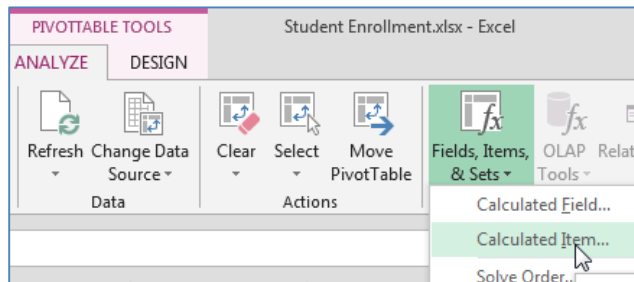 PIVOTTABLE TOOLS
Student Enrollment.xlsx - Excel
ANALYZE
DESIGN
Refresh
Change Data
Source
Clear
Select
Move
PivotTable
Fields, Items,
& Sets
OLAP
Tools
Data
Actions
Calculated Field...
Calculated Item...
Solve Order...